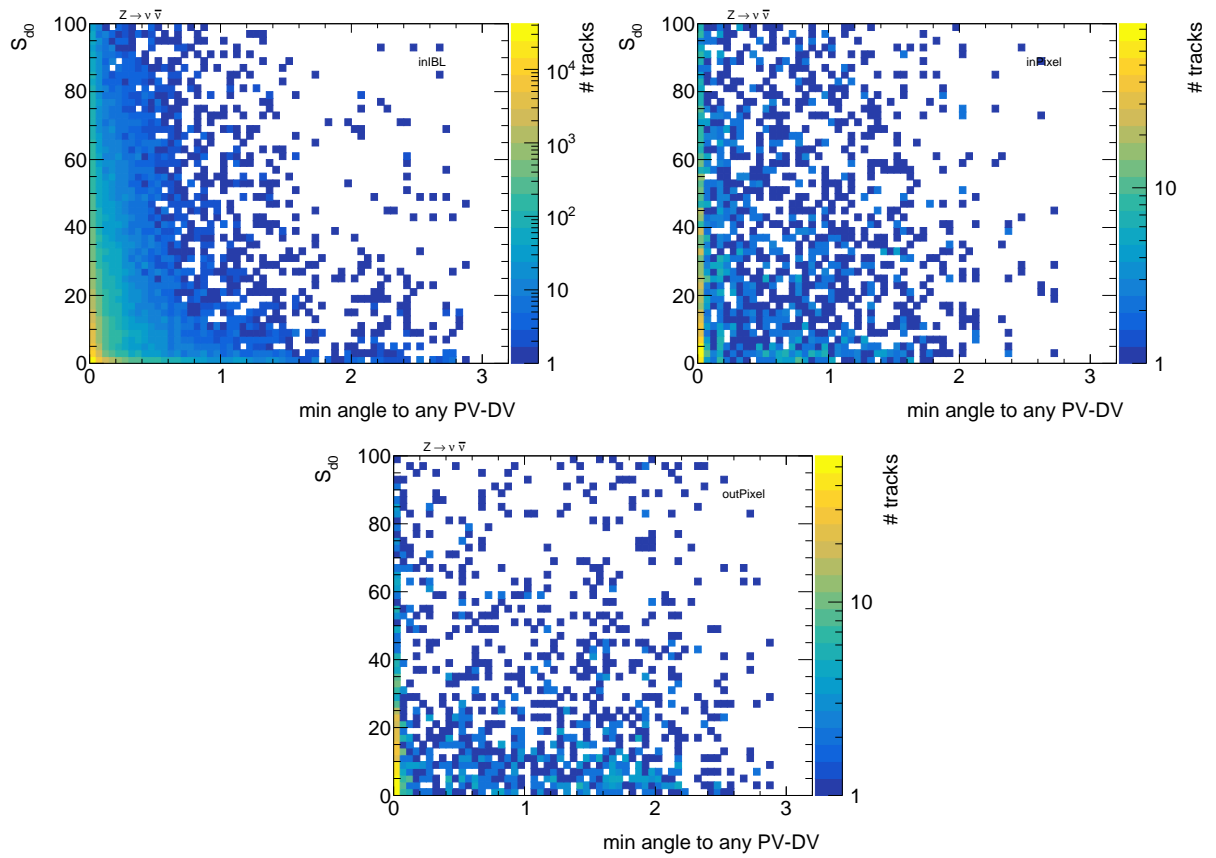 Z → ν ν̅
S_d0
inIBL
# tracks
100
80
60
40
20
0
0 1 2 3
10^4
10^3
10^2
10
1
min angle to any PV-DV
Z → ν ν̅
S_d0
inPixel
# tracks
100
80
60
40
20
0
0 1 2 3
10
1
min angle to any PV-DV
Z → ν ν̅
S_d0
outPixel
# tracks
100
80
60
40
20
0
0 1 2 3
10
1
min angle to any PV-DV